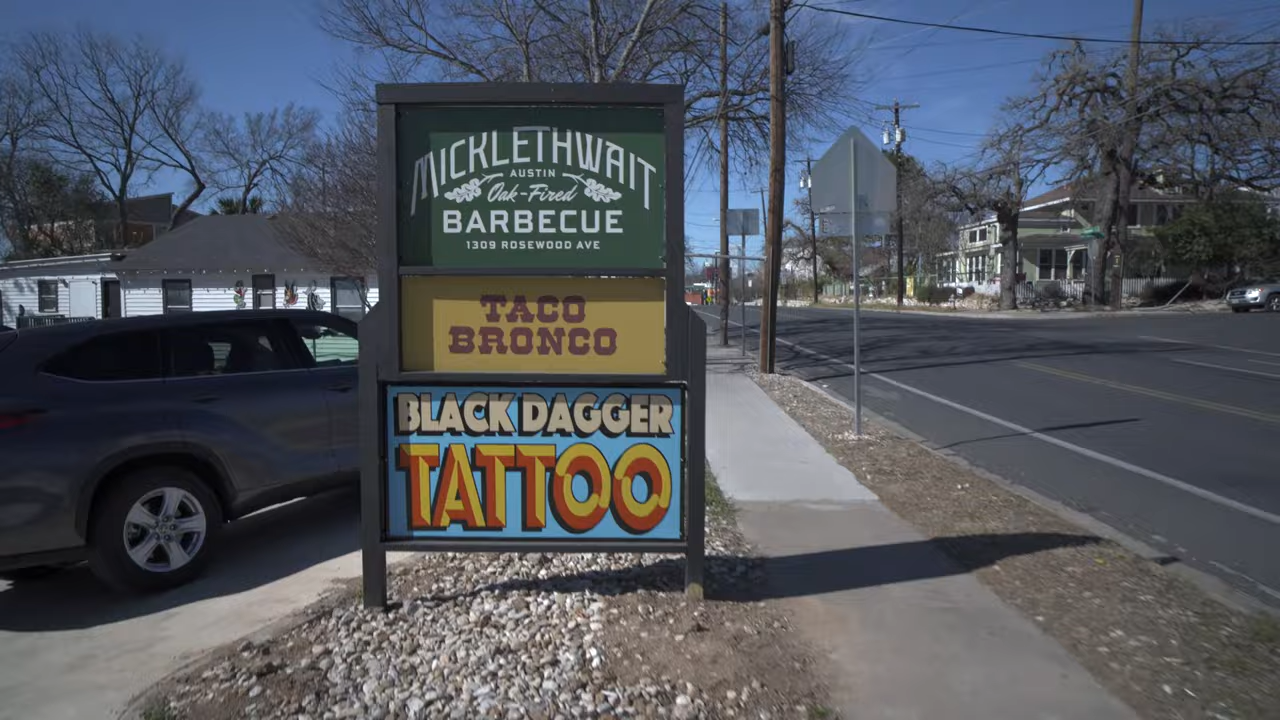 MICKLETHWAIT
AUSTIN
Oak-Fired
BARBECUE
1309 ROSEWOOD AVE
TACO
BRONCO
BLACK DAGGER
TATTOO